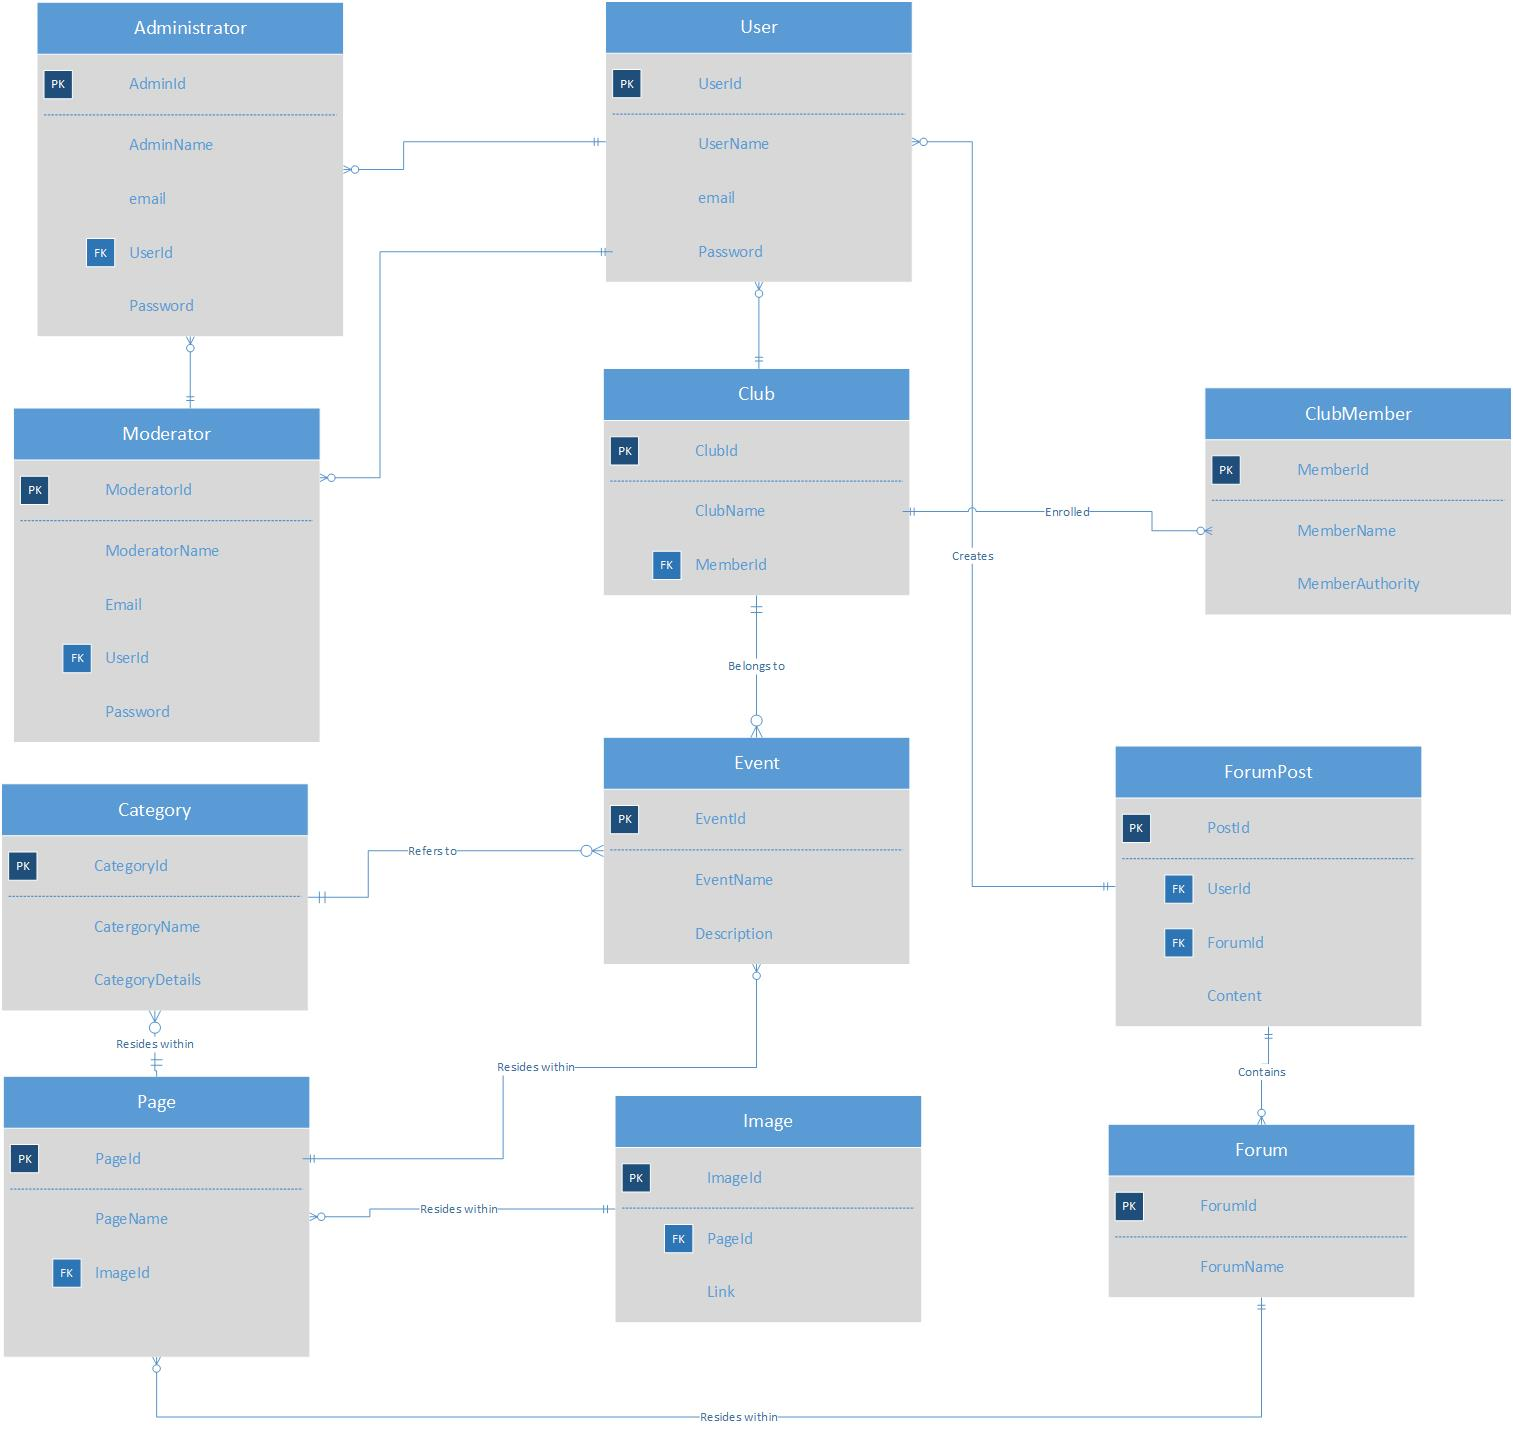 Administrator
PK AdminId
AdminName
email
FK UserId
Password
User
PK UserId
UserName
email
Password
Moderator
PK ModeratorId
ModeratorName
Email
FK UserId
Password
Club
PK ClubId
ClubName
FK MemberId
Enrolled
Creates
ClubMember
PK MemberId
MemberName
MemberAuthority
Belongs to
Category
PK CategoryId
CatergoryName
CategoryDetails
Refers to
Event
PK EventId
EventName
Description
ForumPost
PK PostId
FK UserId
FK ForumId
Content
Resides within
Resides within
Contains
Page
PK PageId
PageName
FK ImageId
Resides within
Image
PK ImageId
FK PageId
Link
Forum
PK ForumId
ForumName
Resides within